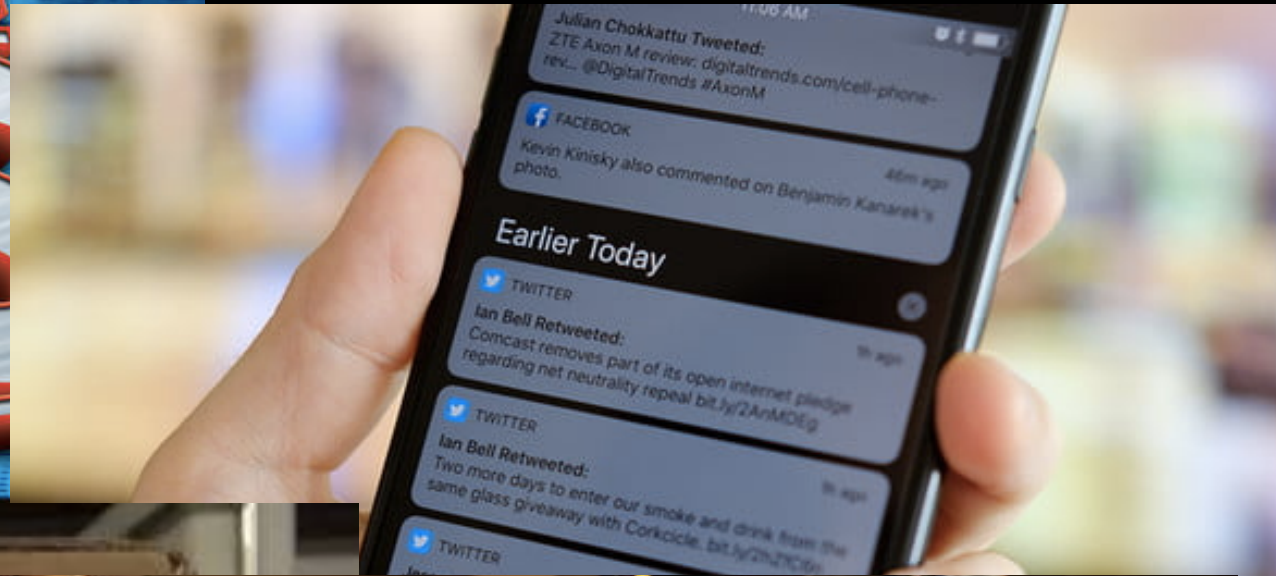 11:06 AM
Julian Chokkattu Tweeted:
ZTE Axon M review: digitaltrends.com/cell-phone-
rev... @DigitalTrends #AxonM
FACEBOOK
46m ago
Kevin Kinisky also commented on Benjamin Kanarek's
photo.
Earlier Today
TWITTER
1h ago
Ian Bell Retweeted:
Comcast removes part of its open internet pledge
regarding net neutrality repeal bit.ly/2AnMOEg
TWITTER
1h ago
Ian Bell Retweeted:
Two more days to enter our smoke and drink from the
same glass giveaway with Corkcicle.
TWITTER